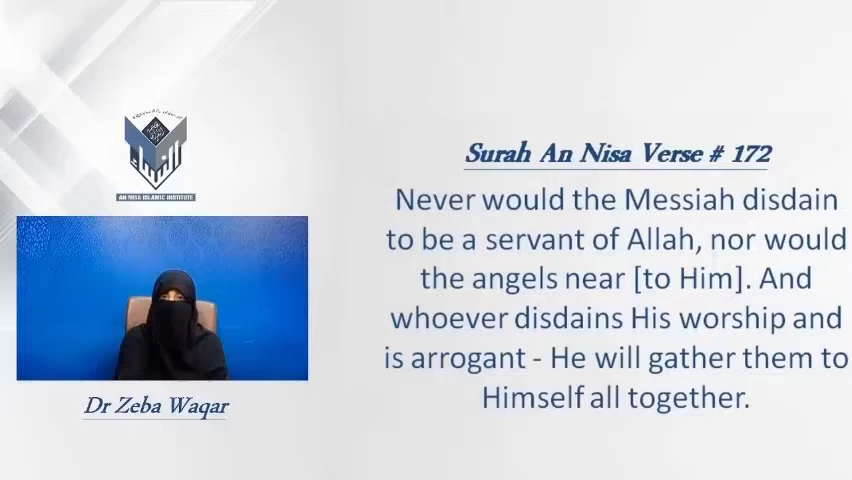 النساء
AN NISA ISLAMIC INSTITUTE
Dr Zeba Waqar
Surah An Nisa Verse # 172
Never would the Messiah disdain
to be a servant of Allah, nor would
the angels near [to Him]. And
whoever disdains His worship and
is arrogant - He will gather them to
Himself all together.